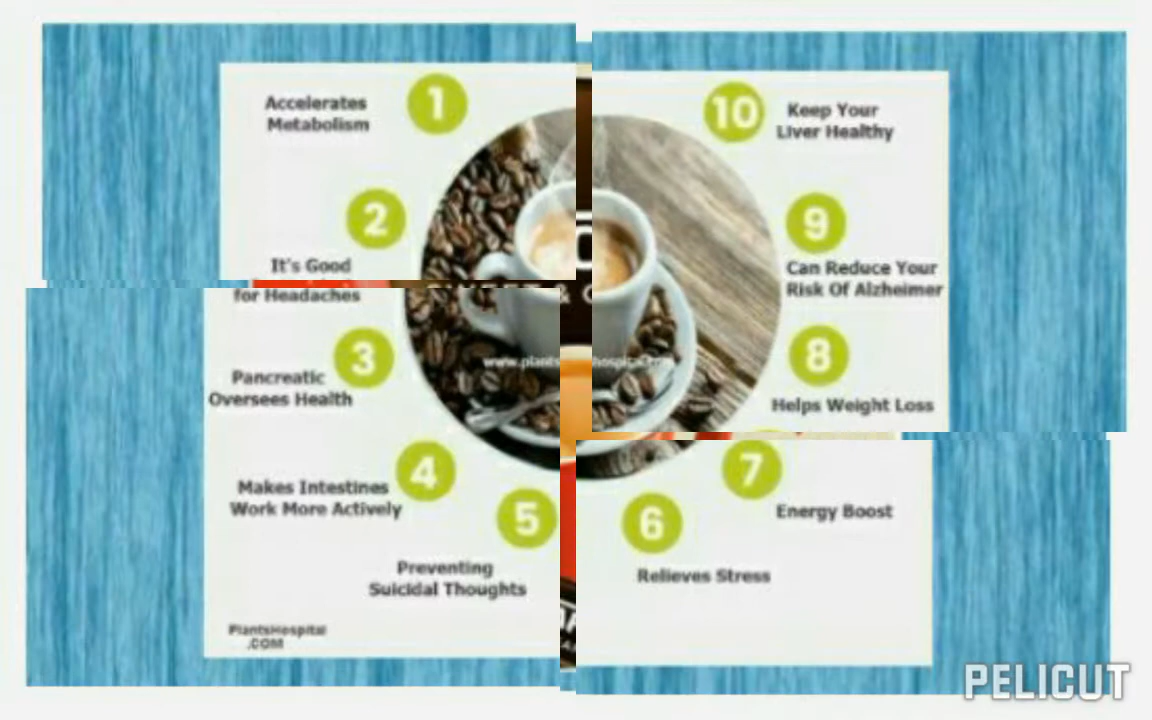 1
Accelerates
Metabolism
2
It's Good
for Headaches
3
Pancreatic
Oversees Health
4
Makes Intestines
Work More Actively
5
Preventing
Suicidal Thoughts
6
Relieves Stress
7
Energy Boost
8
Helps Weight Loss
9
Can Reduce Your
Risk Of Alzheimer
10
Keep Your
Liver Healthy
PlantsHospital
.COM
PELICUT